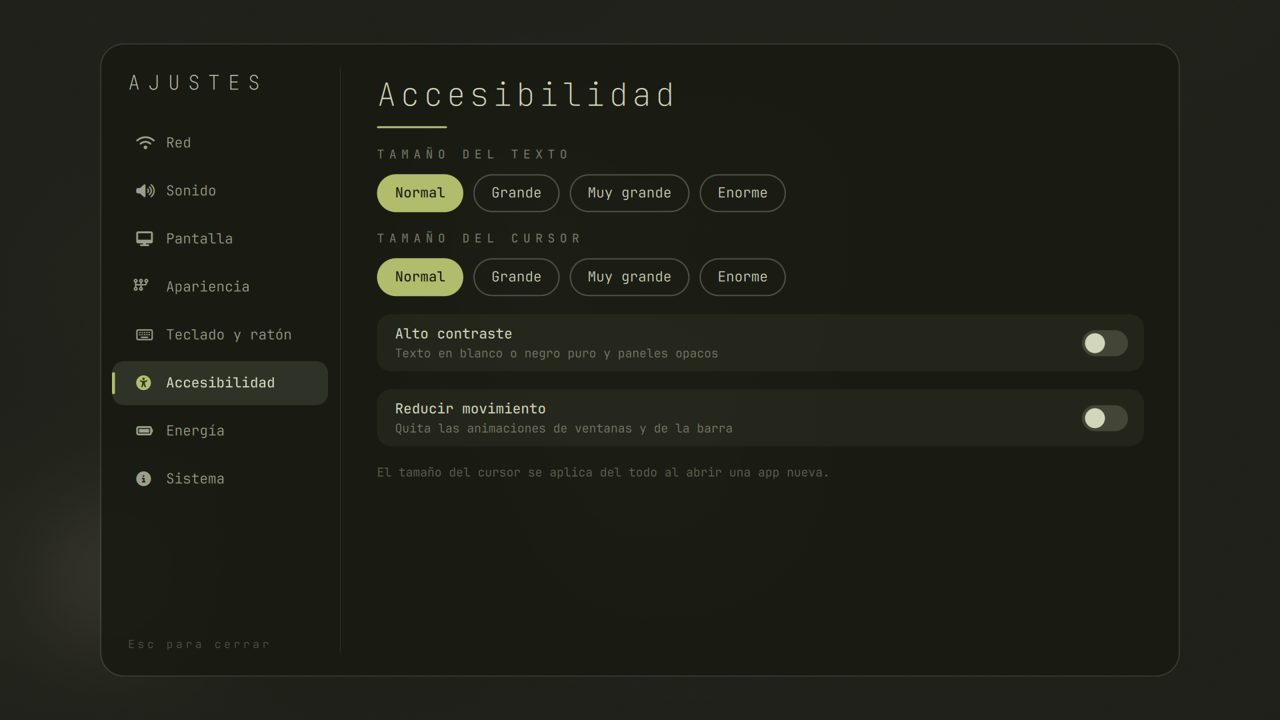 AJUSTES
Red
Sonido
Pantalla
Apariencia
Teclado y ratón
Accesibilidad
Energía
Sistema
Esc para cerrar
Accesibilidad
TAMAÑO DEL TEXTO
Normal Grande Muy grande Enorme
TAMAÑO DEL CURSOR
Normal Grande Muy grande Enorme
Alto contraste
Texto en blanco o negro puro y paneles opacos
Reducir movimiento
Quita las animaciones de ventanas y de la barra
El tamaño del cursor se aplica del todo al abrir una app nueva.